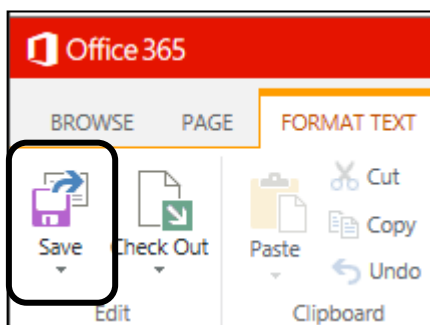 Office 365
BROWSE PAGE FORMAT TEXT
Save Check Out Paste Cut
Copy
Undo
Edit Clipboard